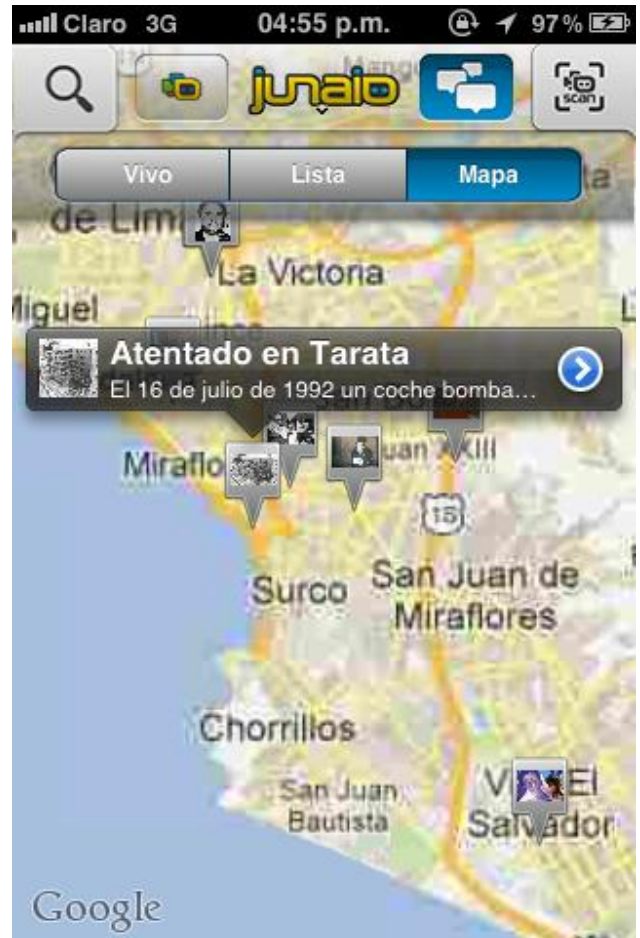 Claro 3G 04:55 p.m. 97%
junaio
scan
Vivo Lista Mapa
de Lim
La Victoria
Miguel
Atentado en Tarata
El 16 de julio de 1992 un coche bomba...
Miraflo
uan XXIII
15
Surco
San Juan de
Miraflores
Chorrillos
San Juan
Bautista
V El
Salvador
Google